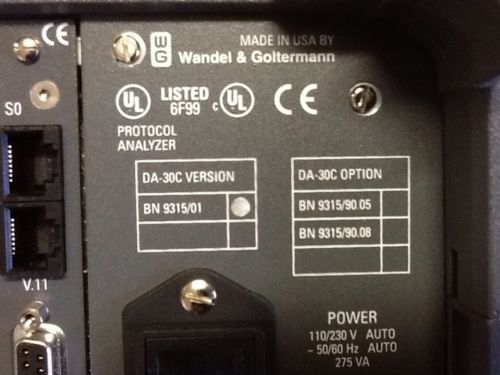 CE
MADE IN USA BY
WG Wandel & Goltermann
UL LISTED 6F99 c UL CE
S0
PROTOCOL
ANALYZER
DA-30C VERSION
BN 9315/01
DA-30C OPTION
BN 9315/90.05
BN 9315/90.08
V.11
POWER
110/230 V AUTO
~ 50/60 Hz AUTO
275 VA